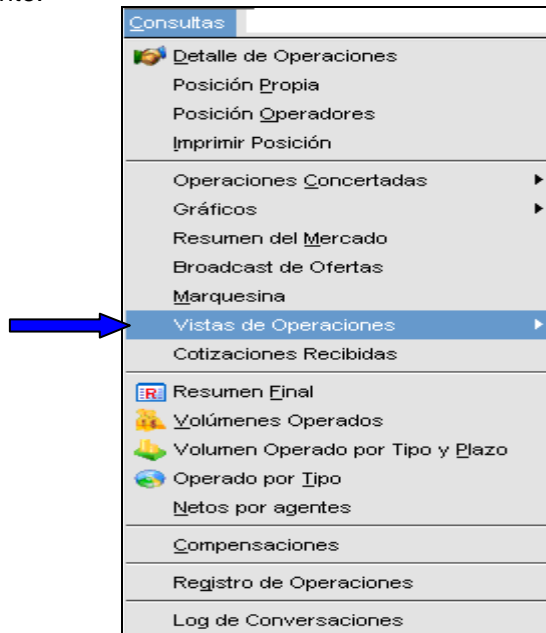 Consultas
Detalle de Operaciones
Posición Propia
Posición Operadores
Imprimir Posición
Operaciones Concertadas
Gráficos
Resumen del Mercado
Broadcast de Ofertas
Marquesina
Vistas de Operaciones
Cotizaciones Recibidas
Resumen Final
Volúmenes Operados
Volumen Operado por Tipo y Plazo
Operado por Tipo
Netos por agentes
Compensaciones
Registro de Operaciones
Log de Conversaciones